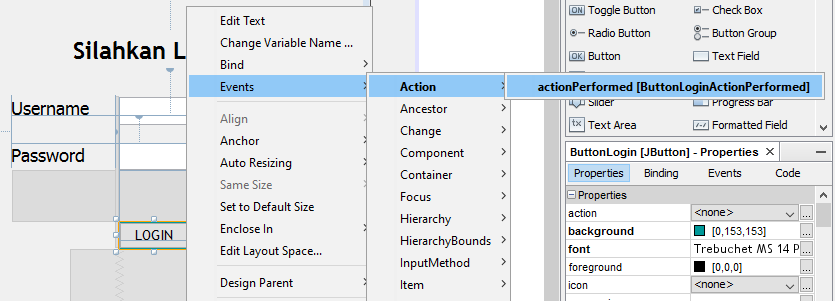 Silahkan L
Username
Password
LOGIN
Edit Text
Change Variable Name ...
Bind
Events
Align
Anchor
Auto Resizing
Same Size
Set to Default Size
Enclose In
Edit Layout Space...
Design Parent
Action
Ancestor
Change
Component
Container
Focus
Hierarchy
HierarchyBounds
InputMethod
Item
actionPerformed [ButtonLoginActionPerformed]
Toggle Button
Check Box
Radio Button
Button Group
OK Button
Text Field
Slider
Progress Bar
Text Area
Formatted Field
ButtonLogin [JButton] - Properties
Properties Binding Events Code
Properties
action <none>
background [0,153,153]
font Trebuchet MS 14 P
foreground [0,0,0]
icon <none>